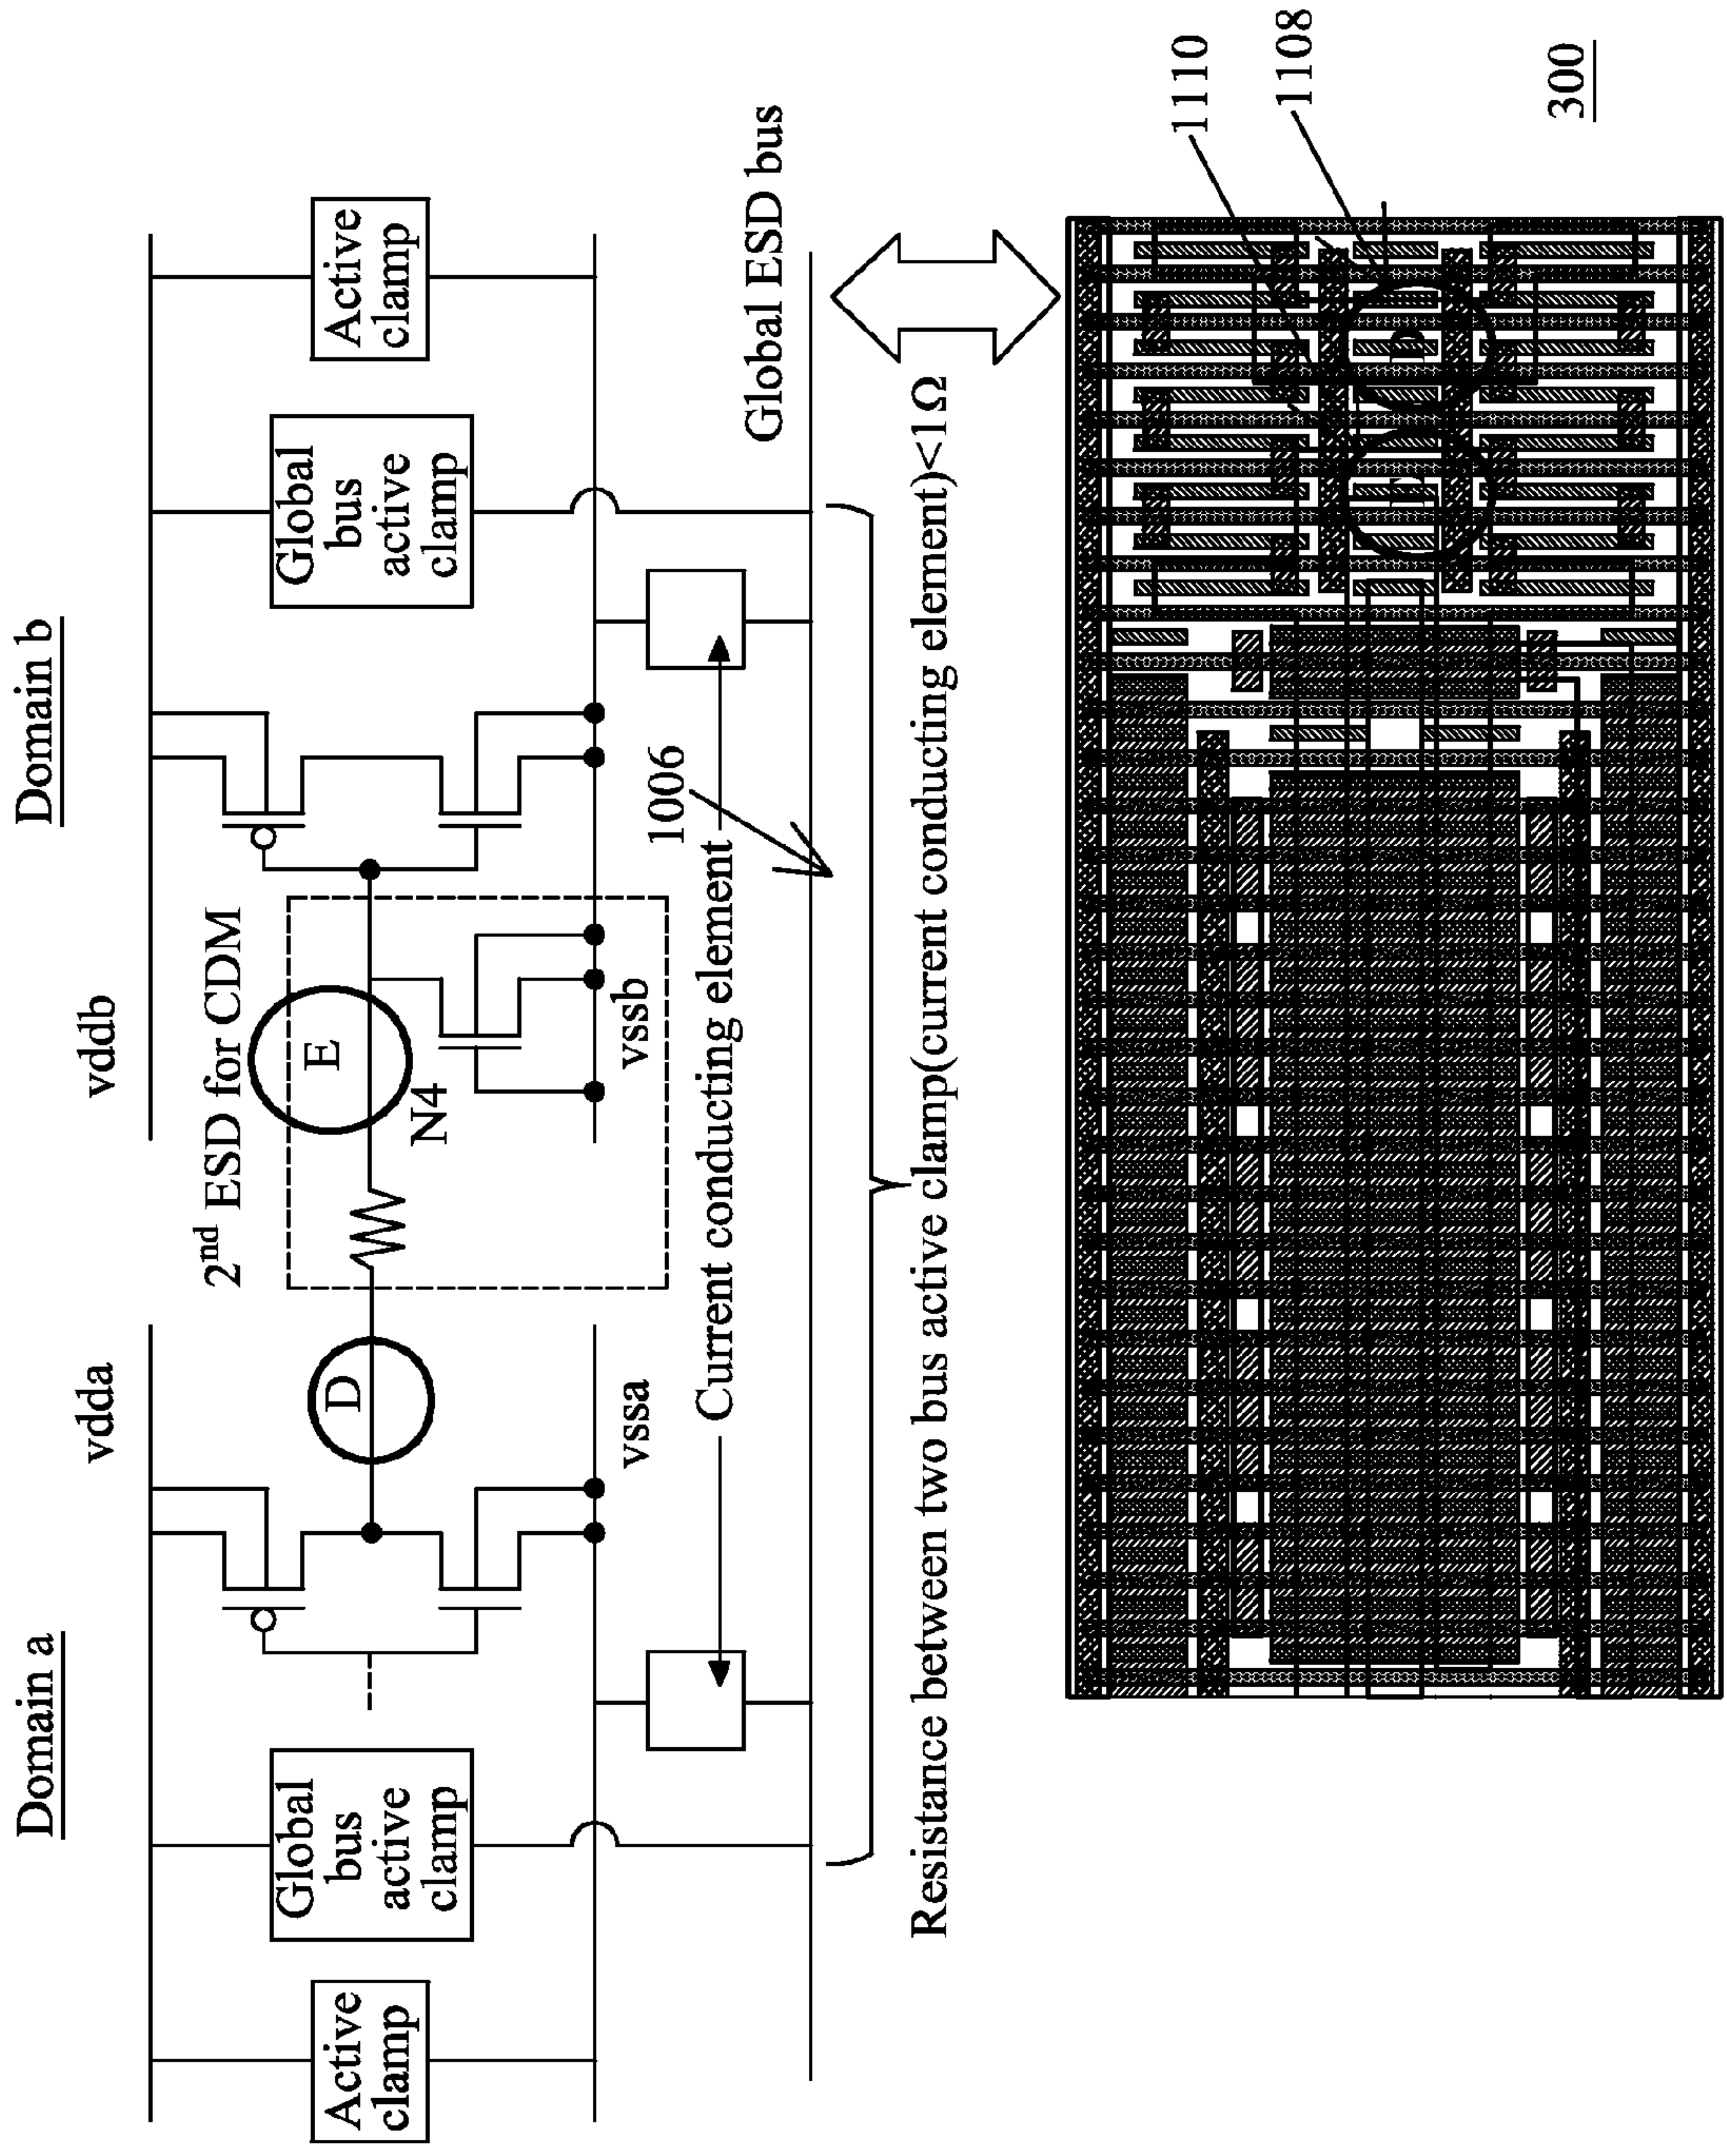 Domain a
Domain b
vdda
vddb
2nd ESD for CDM
Active
clamp
Global
bus
active
clamp
D
E
N4
Global
bus
active
clamp
Active
clamp
vssa
vssb
1006
Current conducting element
Global ESD bus
Resistance between two bus active clamp(current conducting element)<1Ω
1110
1108
300